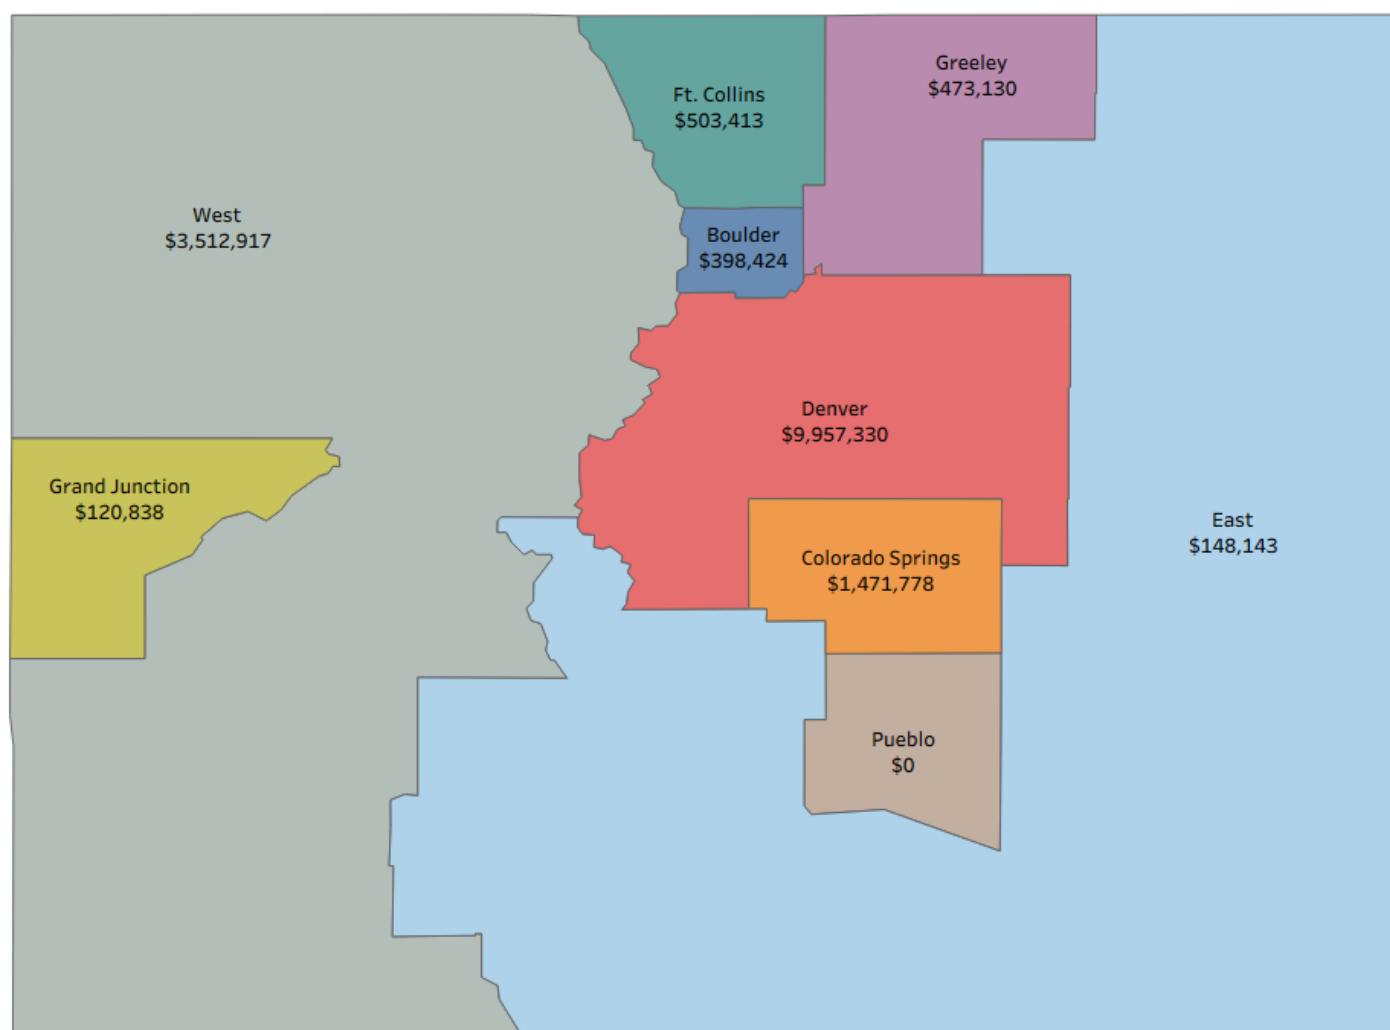 Greeley
$473,130
Ft. Collins
$503,413
West
$3,512,917
Boulder
$398,424
Denver
$9,957,330
Grand Junction
$120,838
East
$148,143
Colorado Springs
$1,471,778
Pueblo
$0